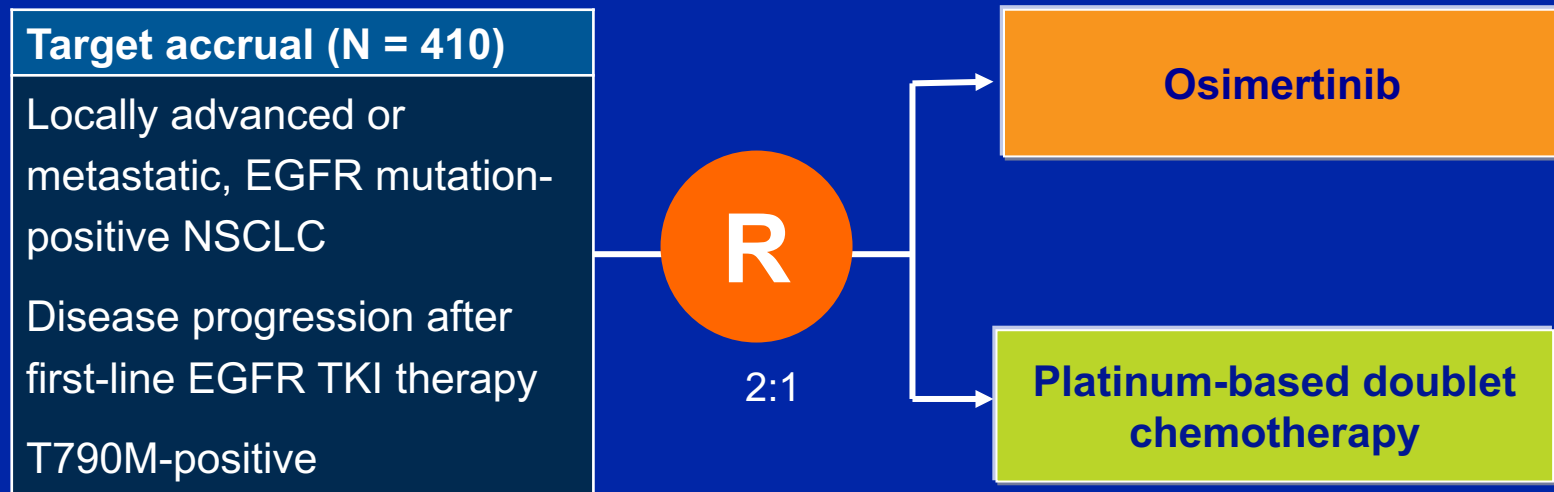 Target accrual (N = 410)
Locally advanced or
metastatic, EGFR mutation-
positive NSCLC
Disease progression after
first-line EGFR TKI therapy
T790M-positive
R
2:1
Osimertinib
Platinum-based doublet
chemotherapy